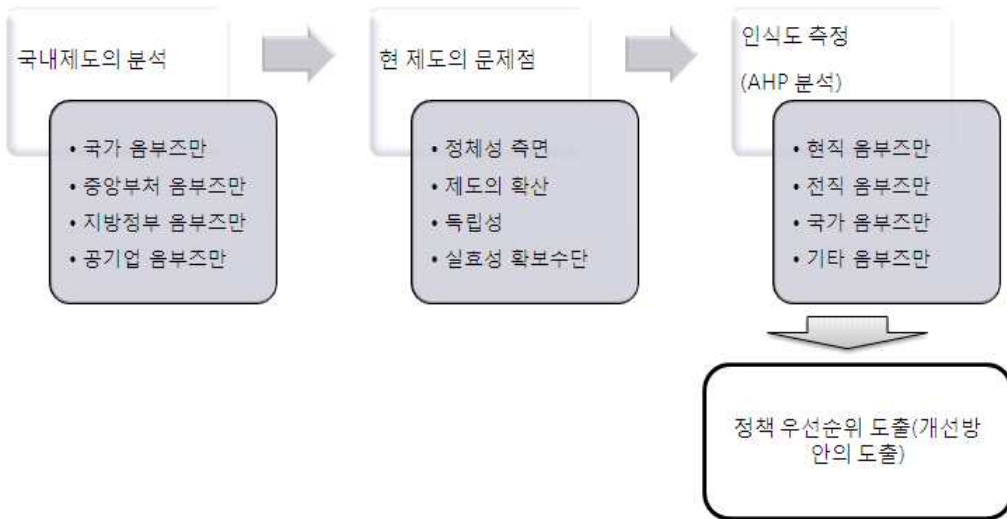 국내제도의 분석
• 국가 옴부즈만
• 중앙부처 옴부즈만
• 지방정부 옴부즈만
• 공기업 옴부즈만
현 제도의 문제점
• 정체성 측면
• 제도의 확산
• 독립성
• 실효성 확보수단
인식도 측정
(AHP 분석)
• 현직 옴부즈만
• 전직 옴부즈만
• 국가 옴부즈만
• 기타 옴부즈만
정책 우선순위 도출(개선방
안의 도출)